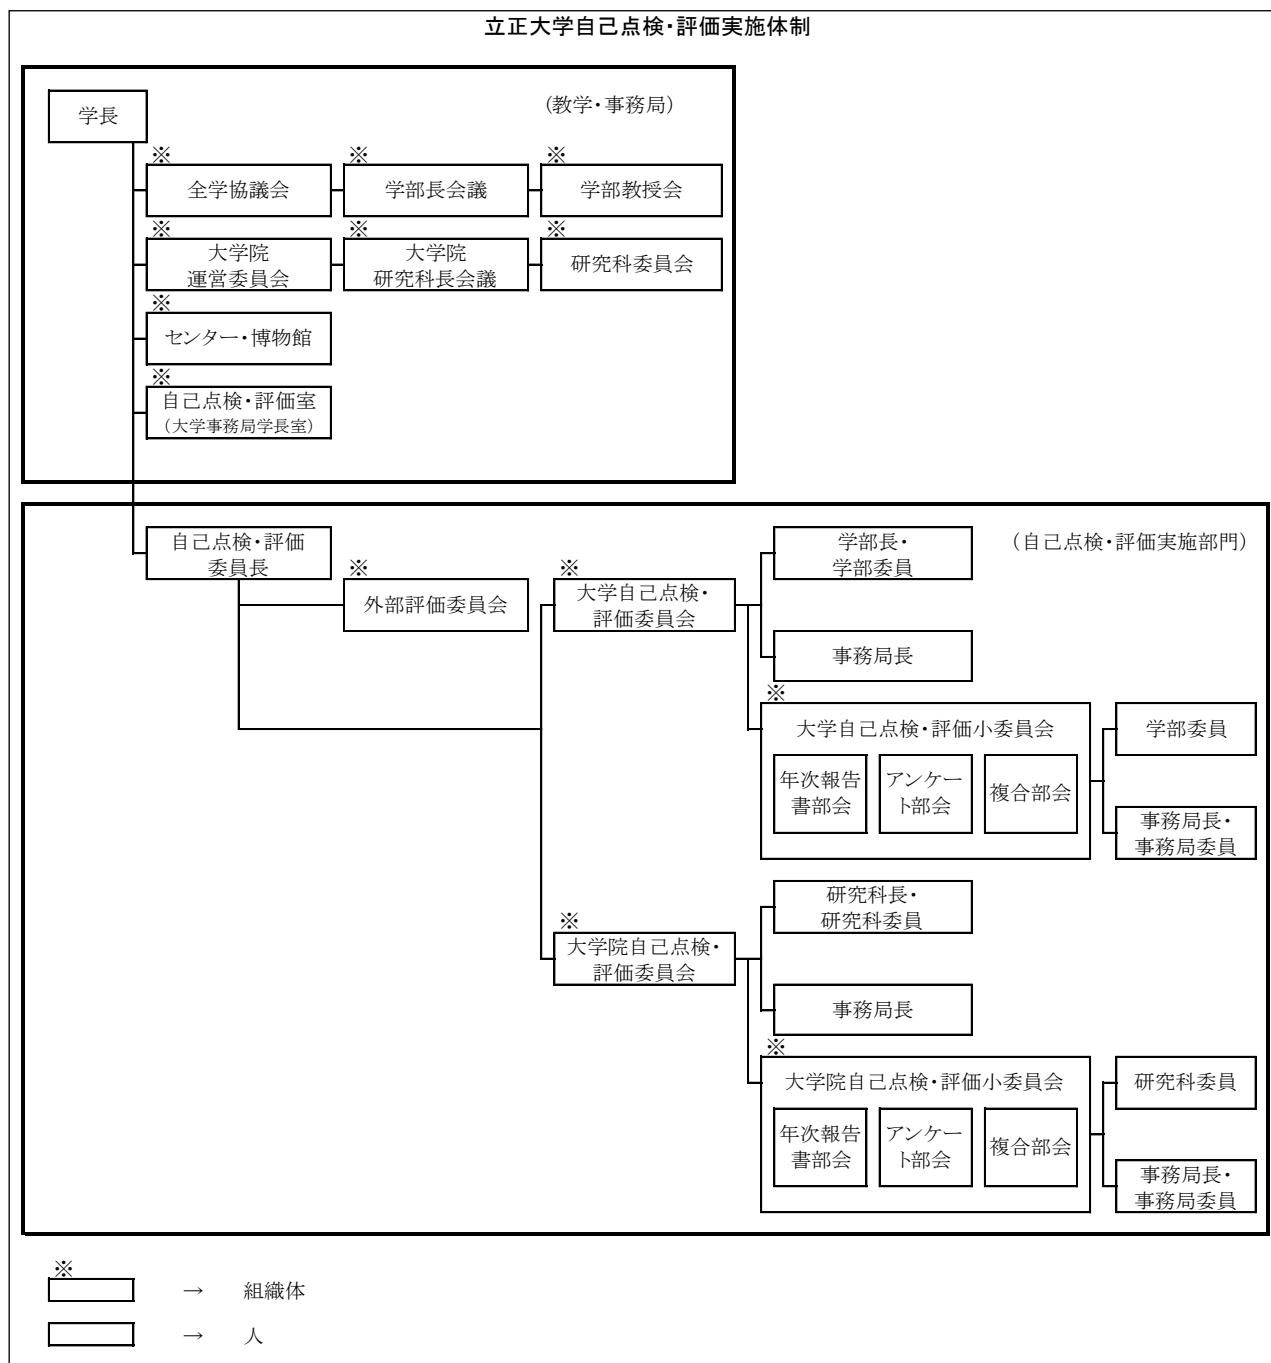 立正大学自己点検・評価実施体制
学長
（教学・事務局）
※ ※ ※
全学協議会 学部長会議 学部教授会
※ ※ ※
大学院
運営委員会
大学院
研究科長会議
研究科委員会
※
センター・博物館
※
自己点検・評価室
（大学事務局学長室）
自己点検・評価
委員長
学部長・
学部委員
（自己点検・評価実施部門）
※
外部評価委員会
※
大学自己点検・
評価委員会
事務局長
※
大学自己点検・評価小委員会
年次報告
書部会
アンケー
ト部会
複合部会
学部委員
事務局長・
事務局委員
研究科長・
研究科委員
※
大学院自己点検・
評価委員会
事務局長
※
大学院自己点検・評価小委員会
年次報告
書部会
アンケー
ト部会
複合部会
研究科委員
事務局長・
事務局委員
※
→ 組織体
→ 人